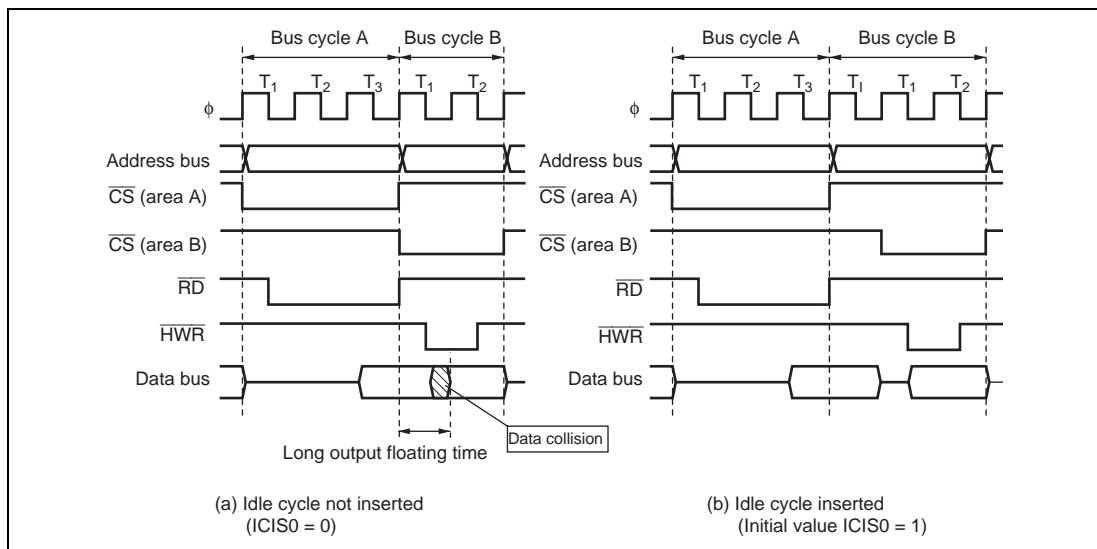 Bus cycle A Bus cycle B
T1 T2 T3 T1 T2
ϕ
Address bus
CS (area A)
CS (area B)
RD
HWR
Data bus
Data collision
Long output floating time
(a) Idle cycle not inserted
(ICIS0 = 0)
Bus cycle A Bus cycle B
T1 T2 T3 TI T1 T2
ϕ
Address bus
CS (area A)
CS (area B)
RD
HWR
Data bus
(b) Idle cycle inserted
(Initial value ICIS0 = 1)